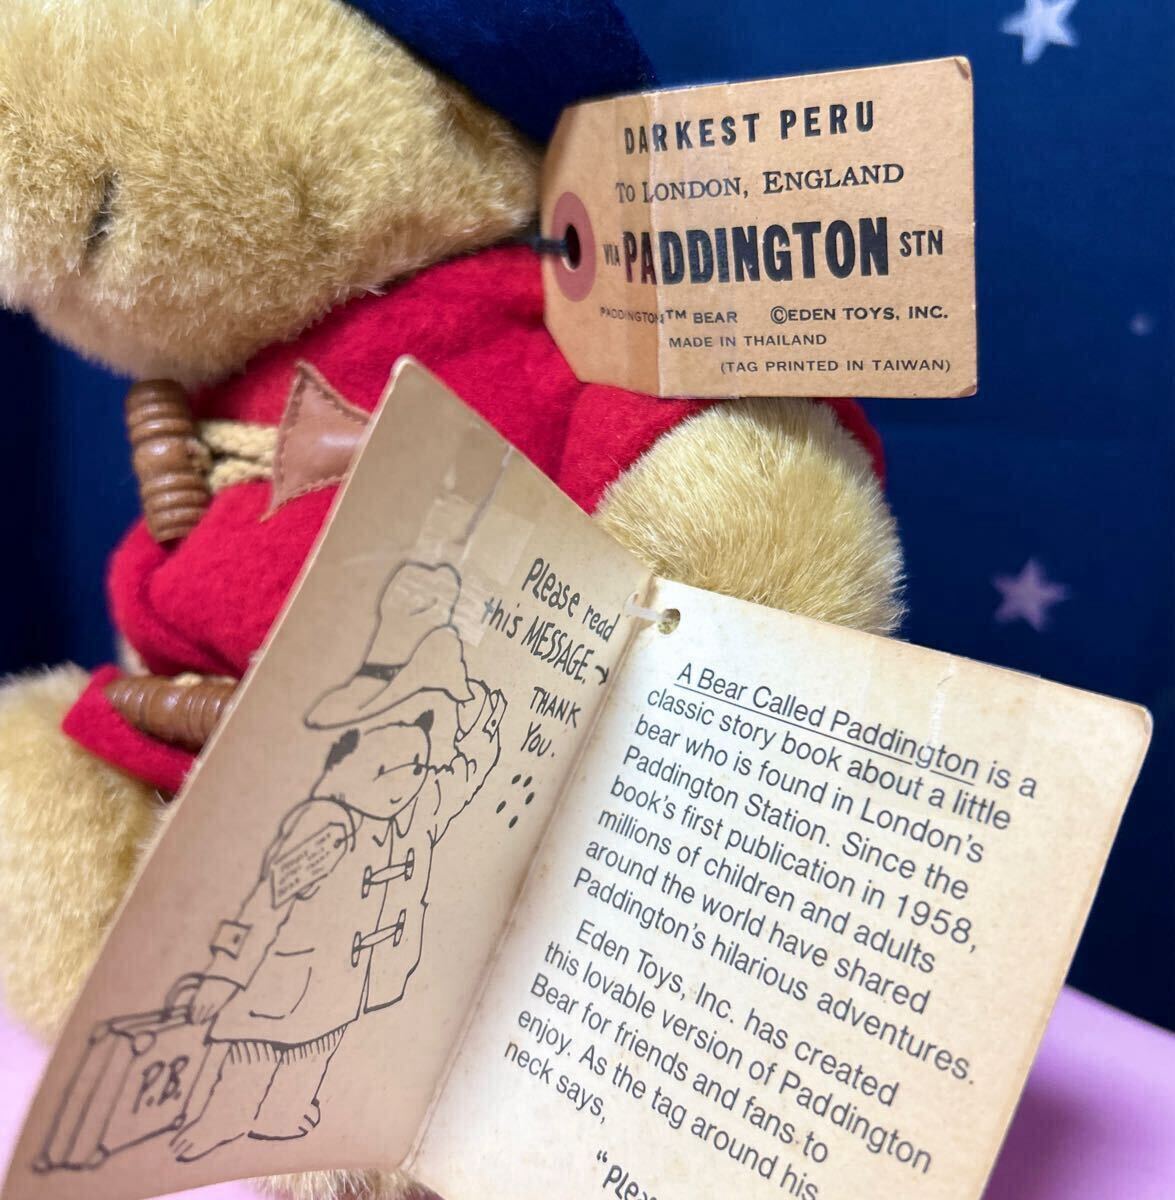 DARKEST PERU
TO LONDON, ENGLAND
VIA PADDINGTON STN
PADDINGTON™ BEAR ©EDEN TOYS, INC.
MADE IN THAILAND
(TAG PRINTED IN TAIWAN)
Please read
this MESSAGE. →
THANK
YOU.
P.B.
A Bear Called Paddington is a
classic story book about a little
bear who is found in London's
Paddington Station. Since the
book's first publication in 1958,
millions of children and adults
around the world have shared
Paddington's hilarious adventures.
Eden Toys, Inc. has created
this lovable version of Paddington
Bear for friends and fans to
enjoy. As the tag around his
neck says,